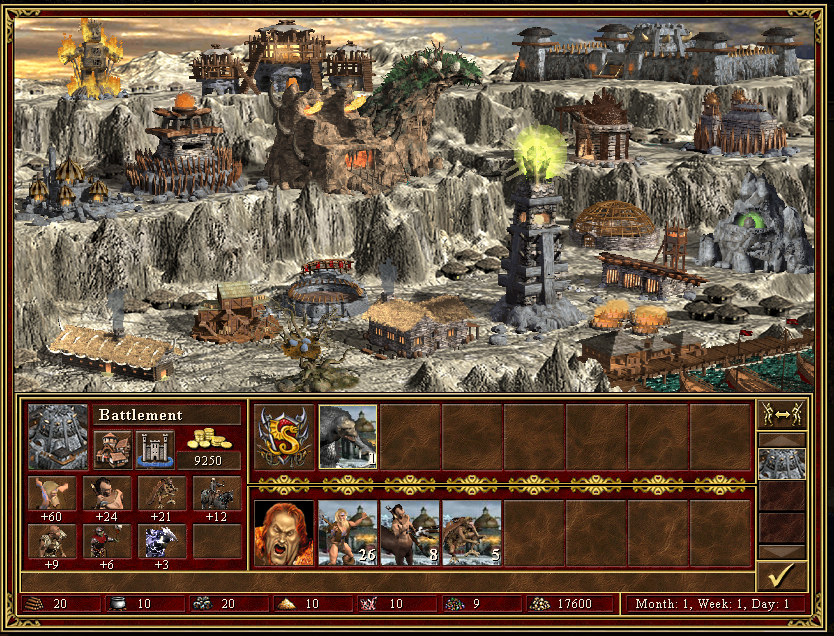 Battlement
9250
1
+60 +24 +21 +12
+9 +6 +3
26 8 5
20 10 20 10 10 9 17600 Month: 1, Week: 1, Day: 1